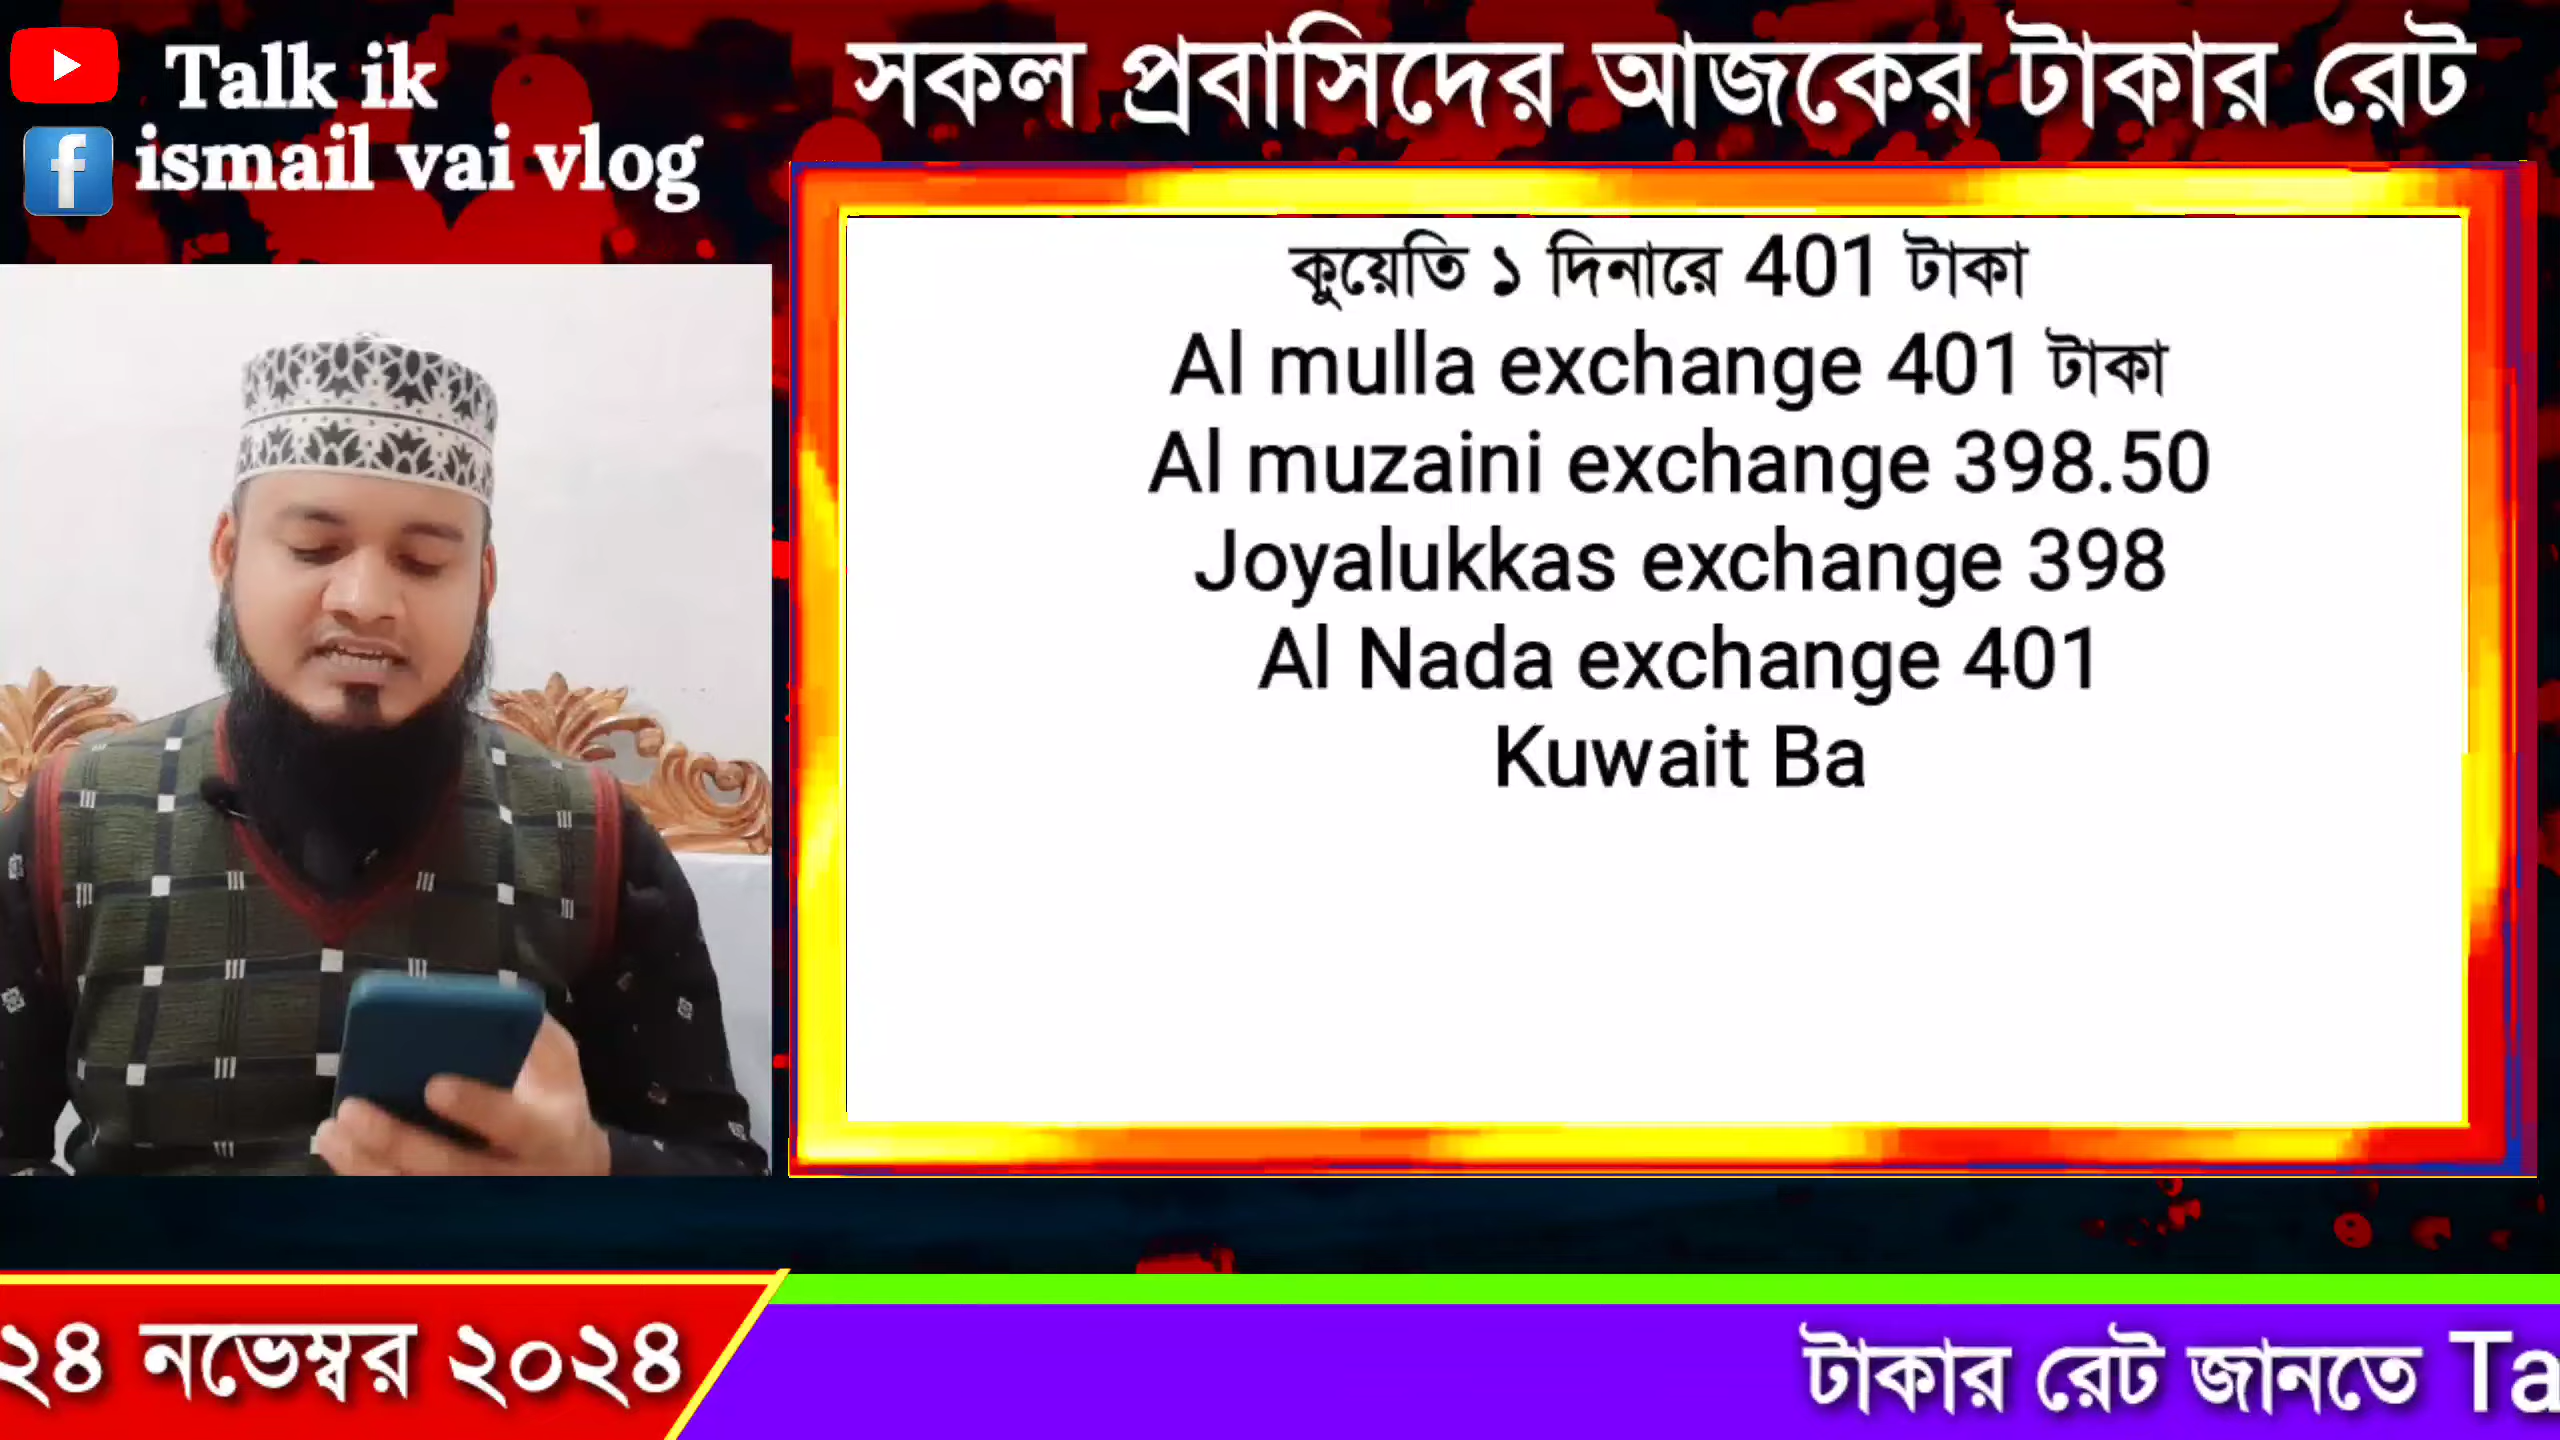 Talk ik
ismail vai vlog
সকল প্রবাসিদের আজকের টাকার রেট
কুয়েতি ১ দিনারে 401 টাকা
Al mulla exchange 401 টাকা
Al muzaini exchange 398.50
Joyalukkas exchange 398
Al Nada exchange 401
Kuwait Ba
২৪ নভেম্বর ২০২৪
টাকার রেট জানতে Ta